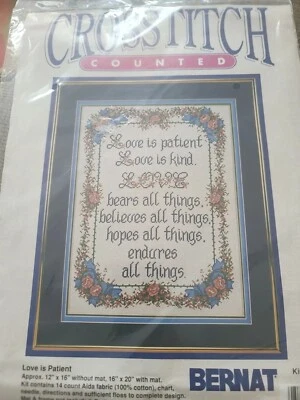 CROSSTITCH
COUNTED
Love is patient
Love is kind.
LOVE
bears all things,
believes all things,
hopes all things,
endures
all things.
Love is Patient
Approx. 12" x 16" without mat, 16" x 20" with mat.
Kit contains 14 count Aida fabric (100% cotton), chart,
needle, directions and sufficient floss to complete design.
BERNAT
Ki